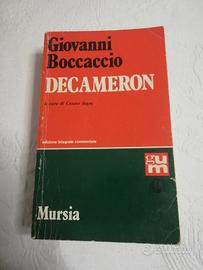 Giovanni
Boccaccio
DECAMERON
a cura di Cesare Segre
edizione integrale commentata
gum
Mursia